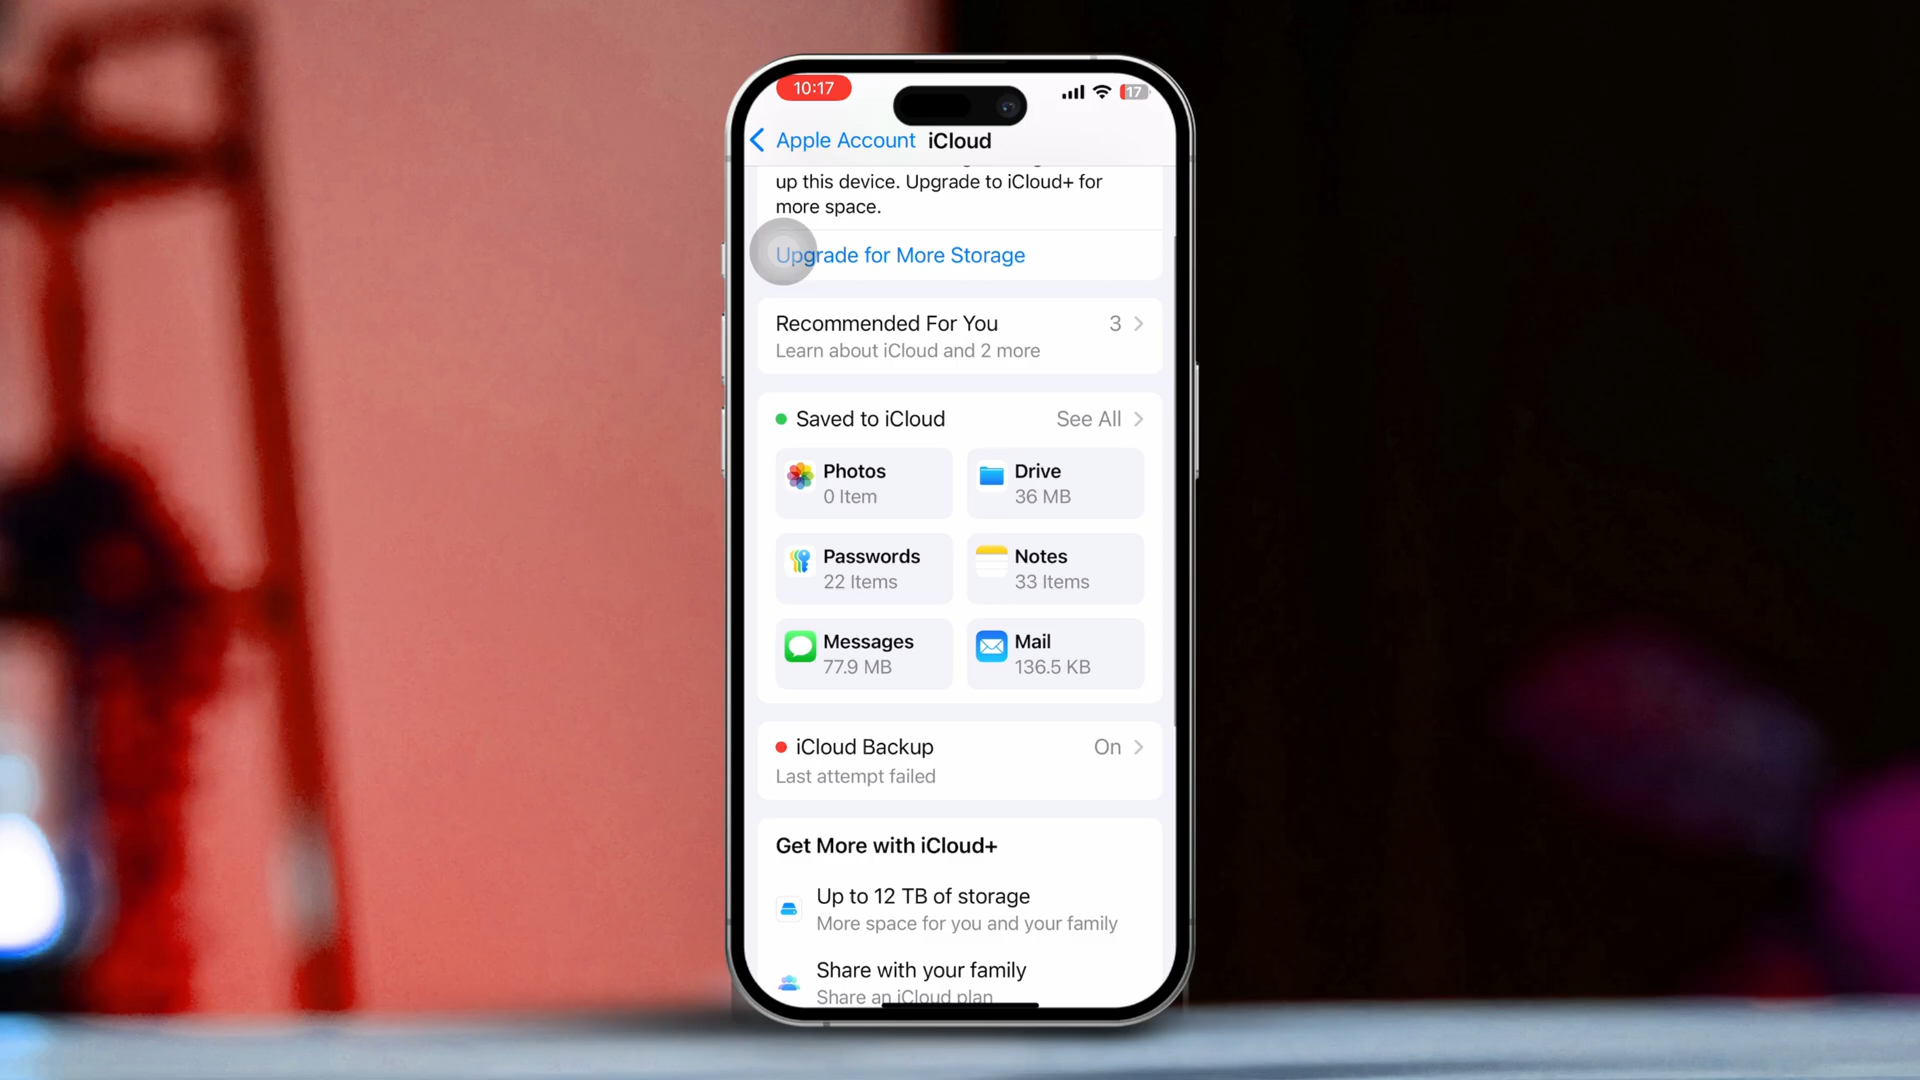 10:17
17
Apple Account iCloud
up this device. Upgrade to iCloud+ for
more space.
Upgrade for More Storage
Recommended For You 3
Learn about iCloud and 2 more
Saved to iCloud See All
Photos Drive
0 Item 36 MB
Passwords Notes
22 Items 33 Items
Messages Mail
77.9 MB 136.5 KB
iCloud Backup On
Last attempt failed
Get More with iCloud+
Up to 12 TB of storage
More space for you and your family
Share with your family
Share an iCloud plan